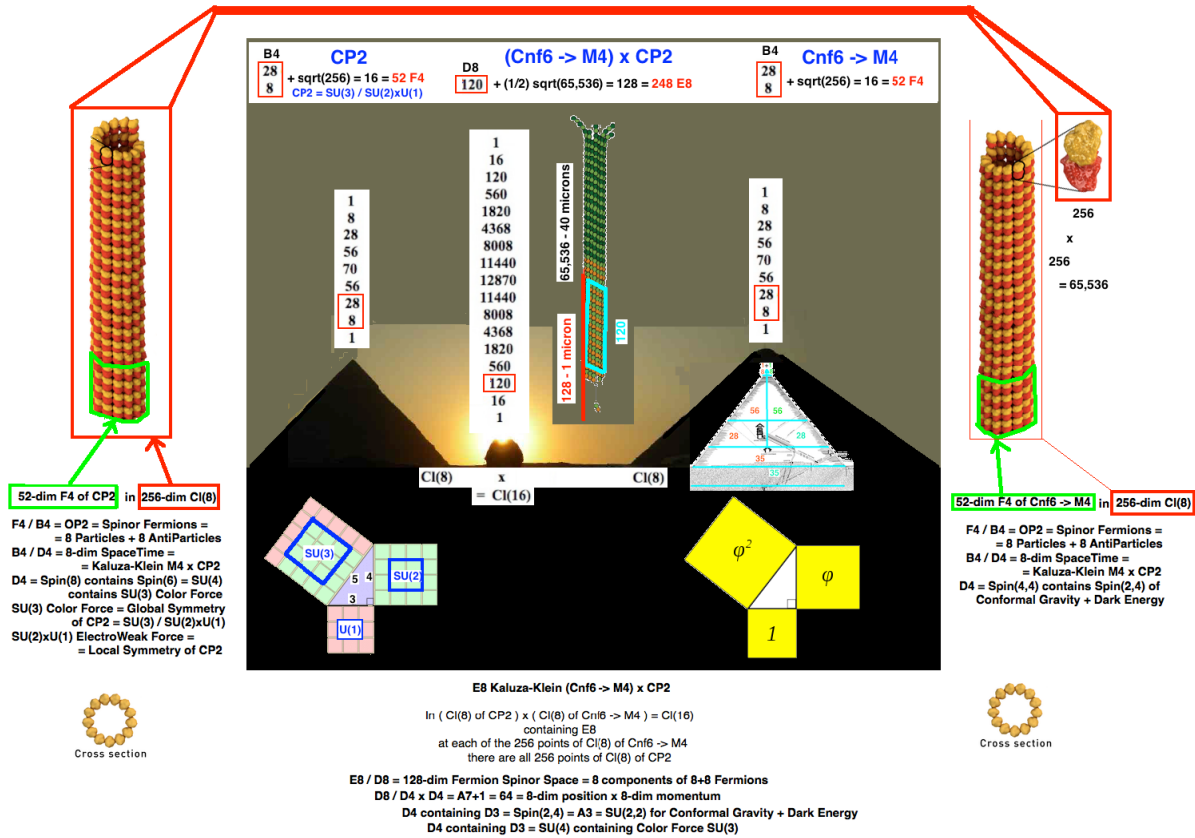 B4
28
8
CP2
+ sqrt(256) = 16 = 52 F4
CP2 = SU(3) / SU(2)xU(1)
(Cnf6 -> M4) x CP2
D8
120
+ (1/2) sqrt(65,536) = 128 = 248 E8
B4
28
8
Cnf6 -> M4
+ sqrt(256) = 16 = 52 F4
1
8
28
56
70
56
28
8
1
1
16
120
560
1820
4368
8008
11440
12870
11440
8008
4368
1820
560
120
16
1
65,536 - 40 microns
128 - 1 micron
120
1
8
28
56
70
56
28
8
1
256
x
256
= 65,536
56
56
28
28
35
35
Cl(8)
x
Cl(8)
= Cl(16)
52-dim F4 of CP2 in 256-dim Cl(8)
F4 / B4 = OP2 = Spinor Fermions =
= 8 Particles + 8 AntiParticles
B4 / D4 = 8-dim SpaceTime =
= Kaluza-Klein M4 x CP2
D4 = Spin(8) contains Spin(6) = SU(4)
contains SU(3) Color Force
SU(3) Color Force = Global Symmetry
of CP2 = SU(3) / SU(2)xU(1)
SU(2)xU(1) ElectroWeak Force =
= Local Symmetry of CP2
Cross section
SU(3)
5
4
3
SU(2)
U(1)
φ²
φ
1
52-dim F4 of Cnf6 -> M4 in 256-dim Cl(8)
F4 / B4 = OP2 = Spinor Fermions =
= 8 Particles + 8 AntiParticles
B4 / D4 = 8-dim SpaceTime =
= Kaluza-Klein M4 x CP2
D4 = Spin(4,4) contains Spin(2,4) of
Conformal Gravity + Dark Energy
Cross section
E8 Kaluza-Klein (Cnf6 -> M4) x CP2
In ( Cl(8) of CP2 ) x ( Cl(8) of Cnf6 -> M4 ) = Cl(16)
containing E8
at each of the 256 points of Cl(8) of Cnf6 -> M4
there are all 256 points of Cl(8) of CP2
E8 / D8 = 128-dim Fermion Spinor Space = 8 components of 8+8 Fermions
D8 / D4 x D4 = A7+1 = 64 = 8-dim position x 8-dim momentum
D4 containing D3 = Spin(2,4) = A3 = SU(2,2) for Conformal Gravity + Dark Energy
D4 containing D3 = SU(4) containing Color Force SU(3)